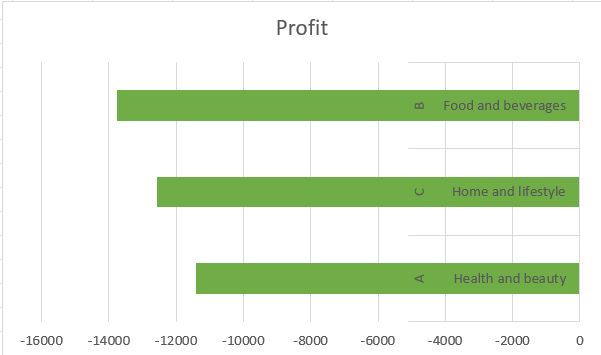 Profit
B Food and beverages
C Home and lifestyle
A Health and beauty
-16000 -14000 -12000 -10000 -8000 -6000 -4000 -2000 0